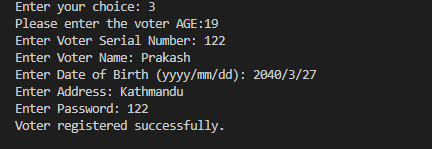 Enter your choice: 3
Please enter the voter AGE:19
Enter Voter Serial Number: 122
Enter Voter Name: Prakash
Enter Date of Birth (yyyy/mm/dd): 2040/3/27
Enter Address: Kathmandu
Enter Password: 122
Voter registered successfully.